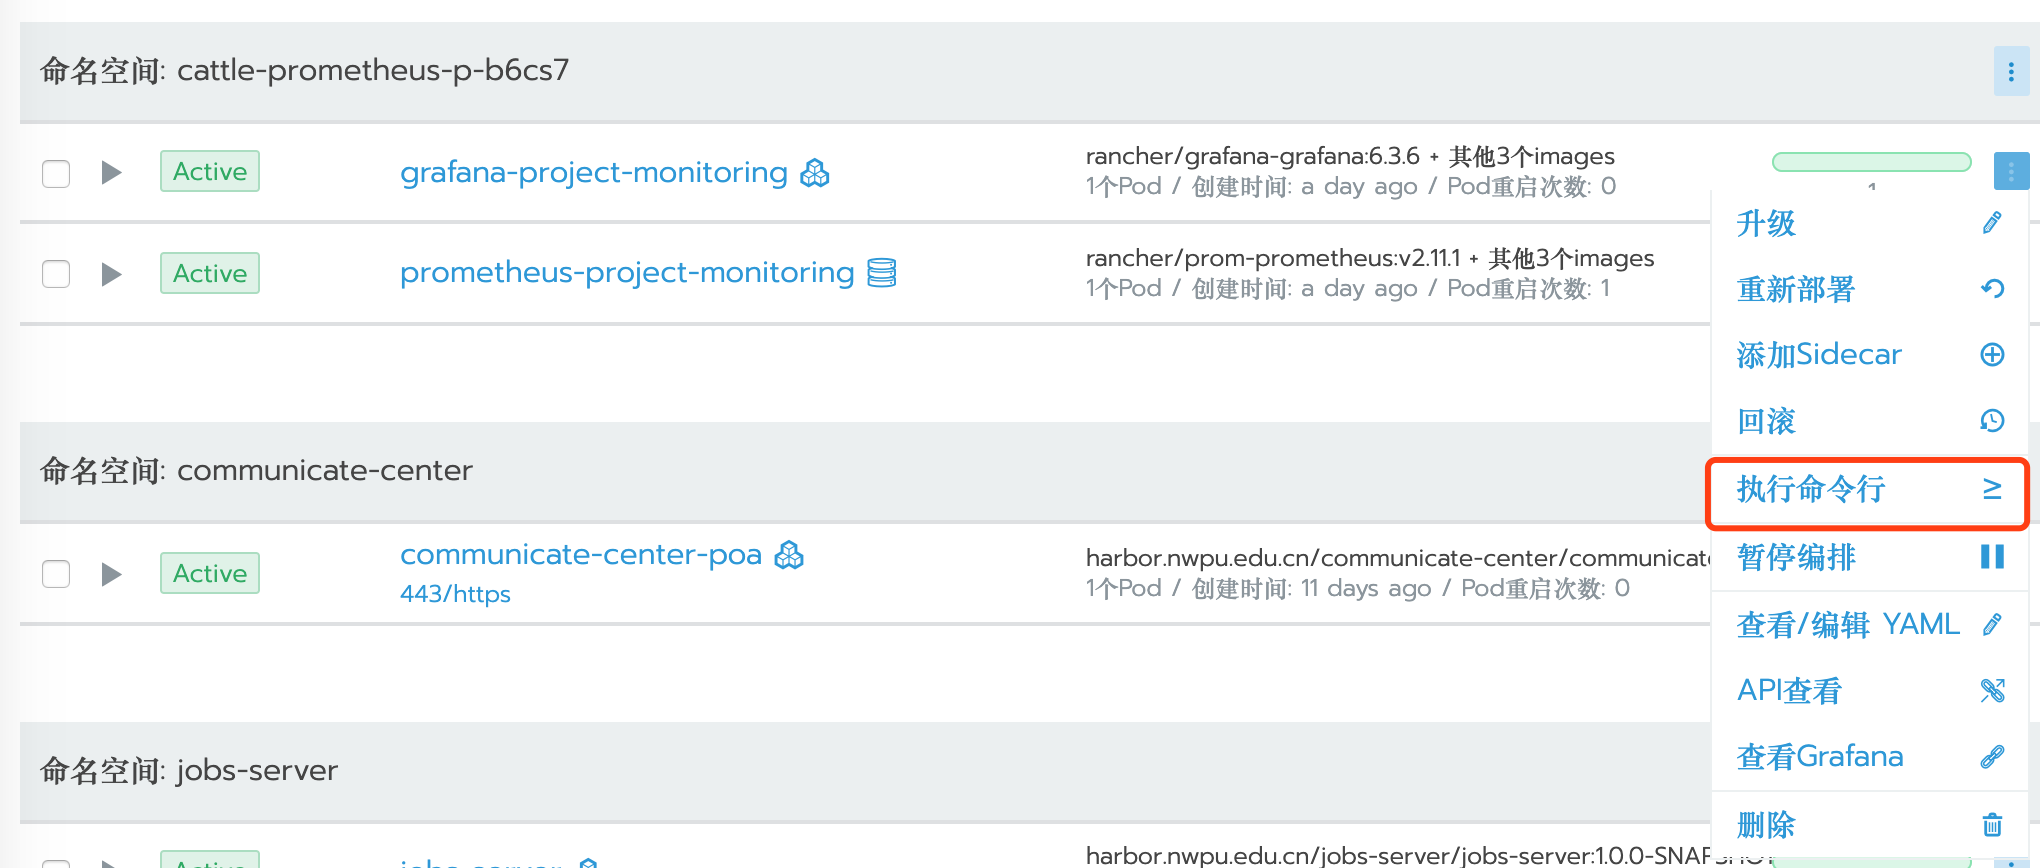 命名空间: cattle-prometheus-p-b6cs7
Active
grafana-project-monitoring
rancher/grafana-grafana:6.3.6 + 其他3个images
1个Pod / 创建时间: a day ago / Pod重启次数: 0
1
Active
prometheus-project-monitoring
rancher/prom-prometheus:v2.11.1 + 其他3个images
1个Pod / 创建时间: a day ago / Pod重启次数: 1
命名空间: communicate-center
Active
communicate-center-poa
443/https
harbor.nwpu.edu.cn/communicate-center/communicat
1个Pod / 创建时间: 11 days ago / Pod重启次数: 0
命名空间: jobs-server
Active
jobs-server
harbor.nwpu.edu.cn/jobs-server/jobs-server:1.0.0-SNAPSHOT
升级
重新部署
添加Sidecar
回滚
执行命令行
暂停编排
查看/编辑 YAML
API查看
查看Grafana
删除